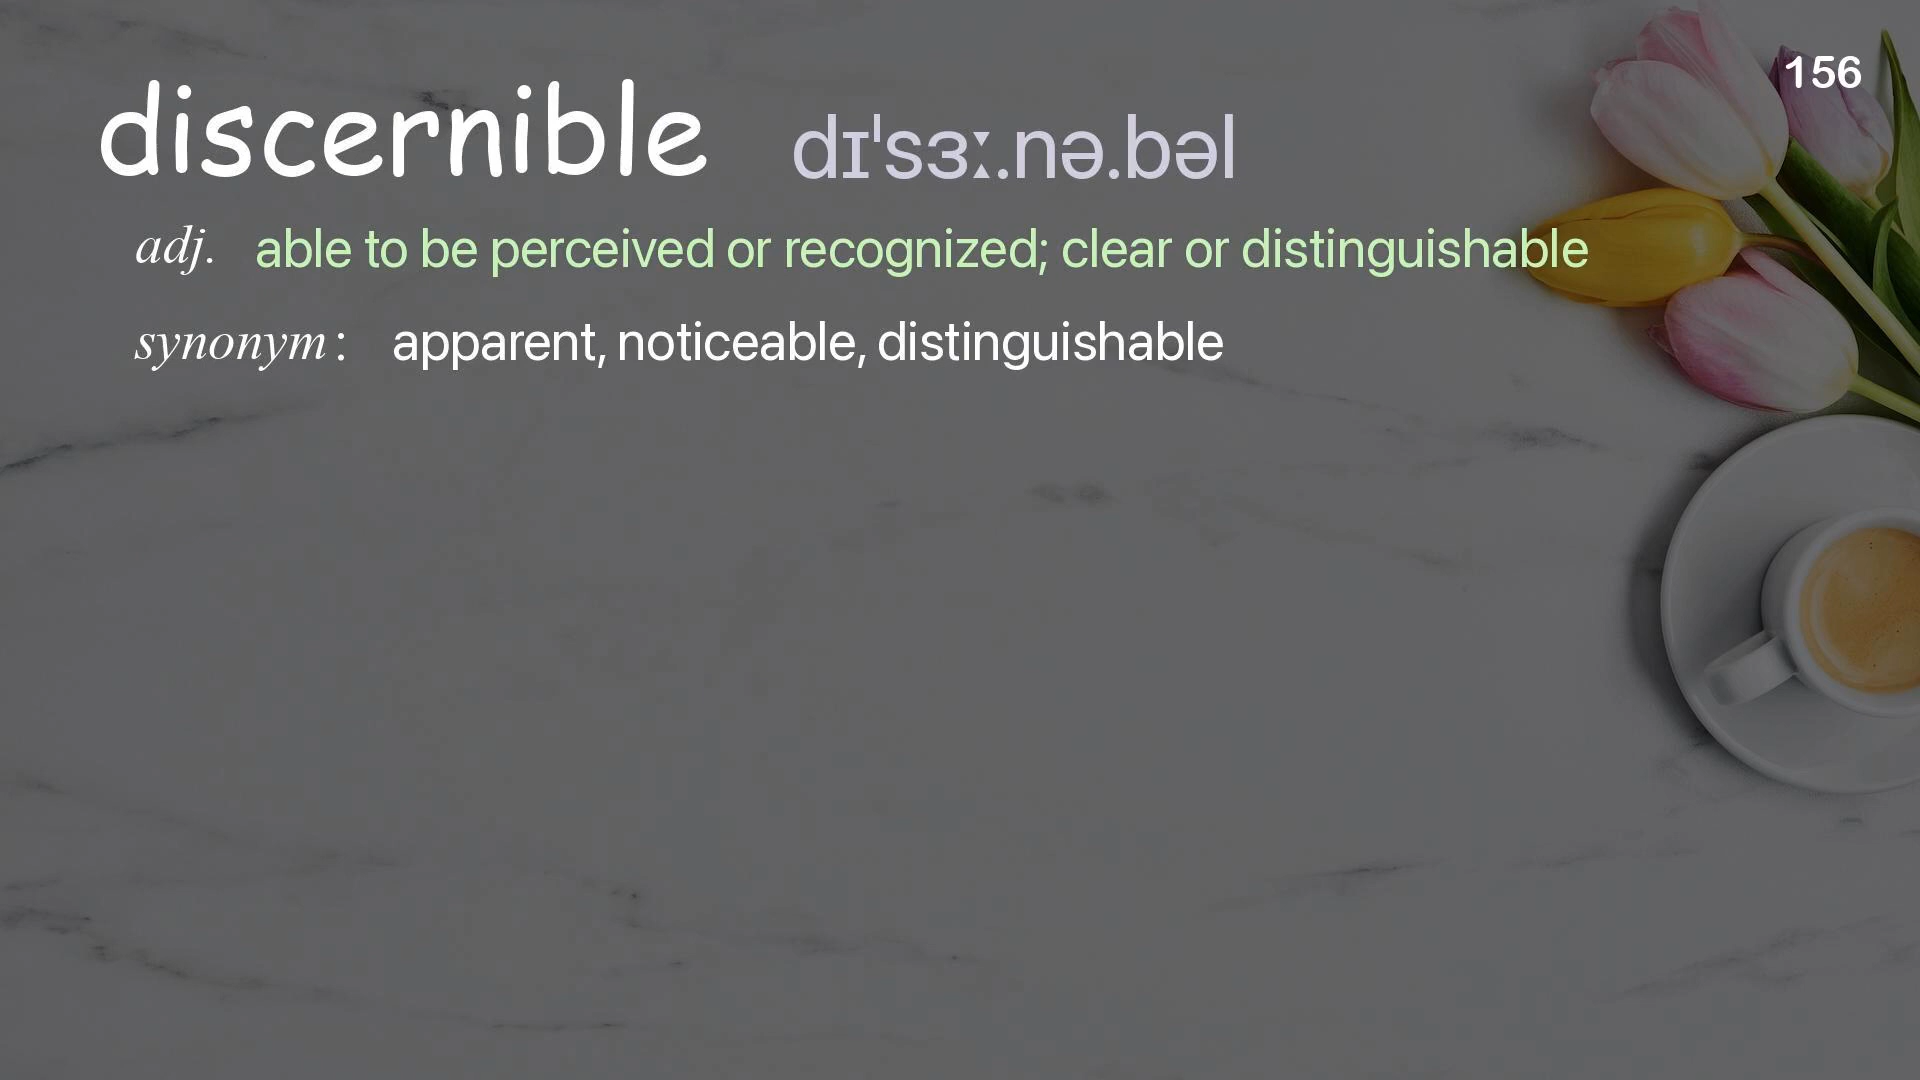 156
discernible dɪˈsɜː.nə.bəl
adj. able to be perceived or recognized; clear or distinguishable
synonym: apparent, noticeable, distinguishable